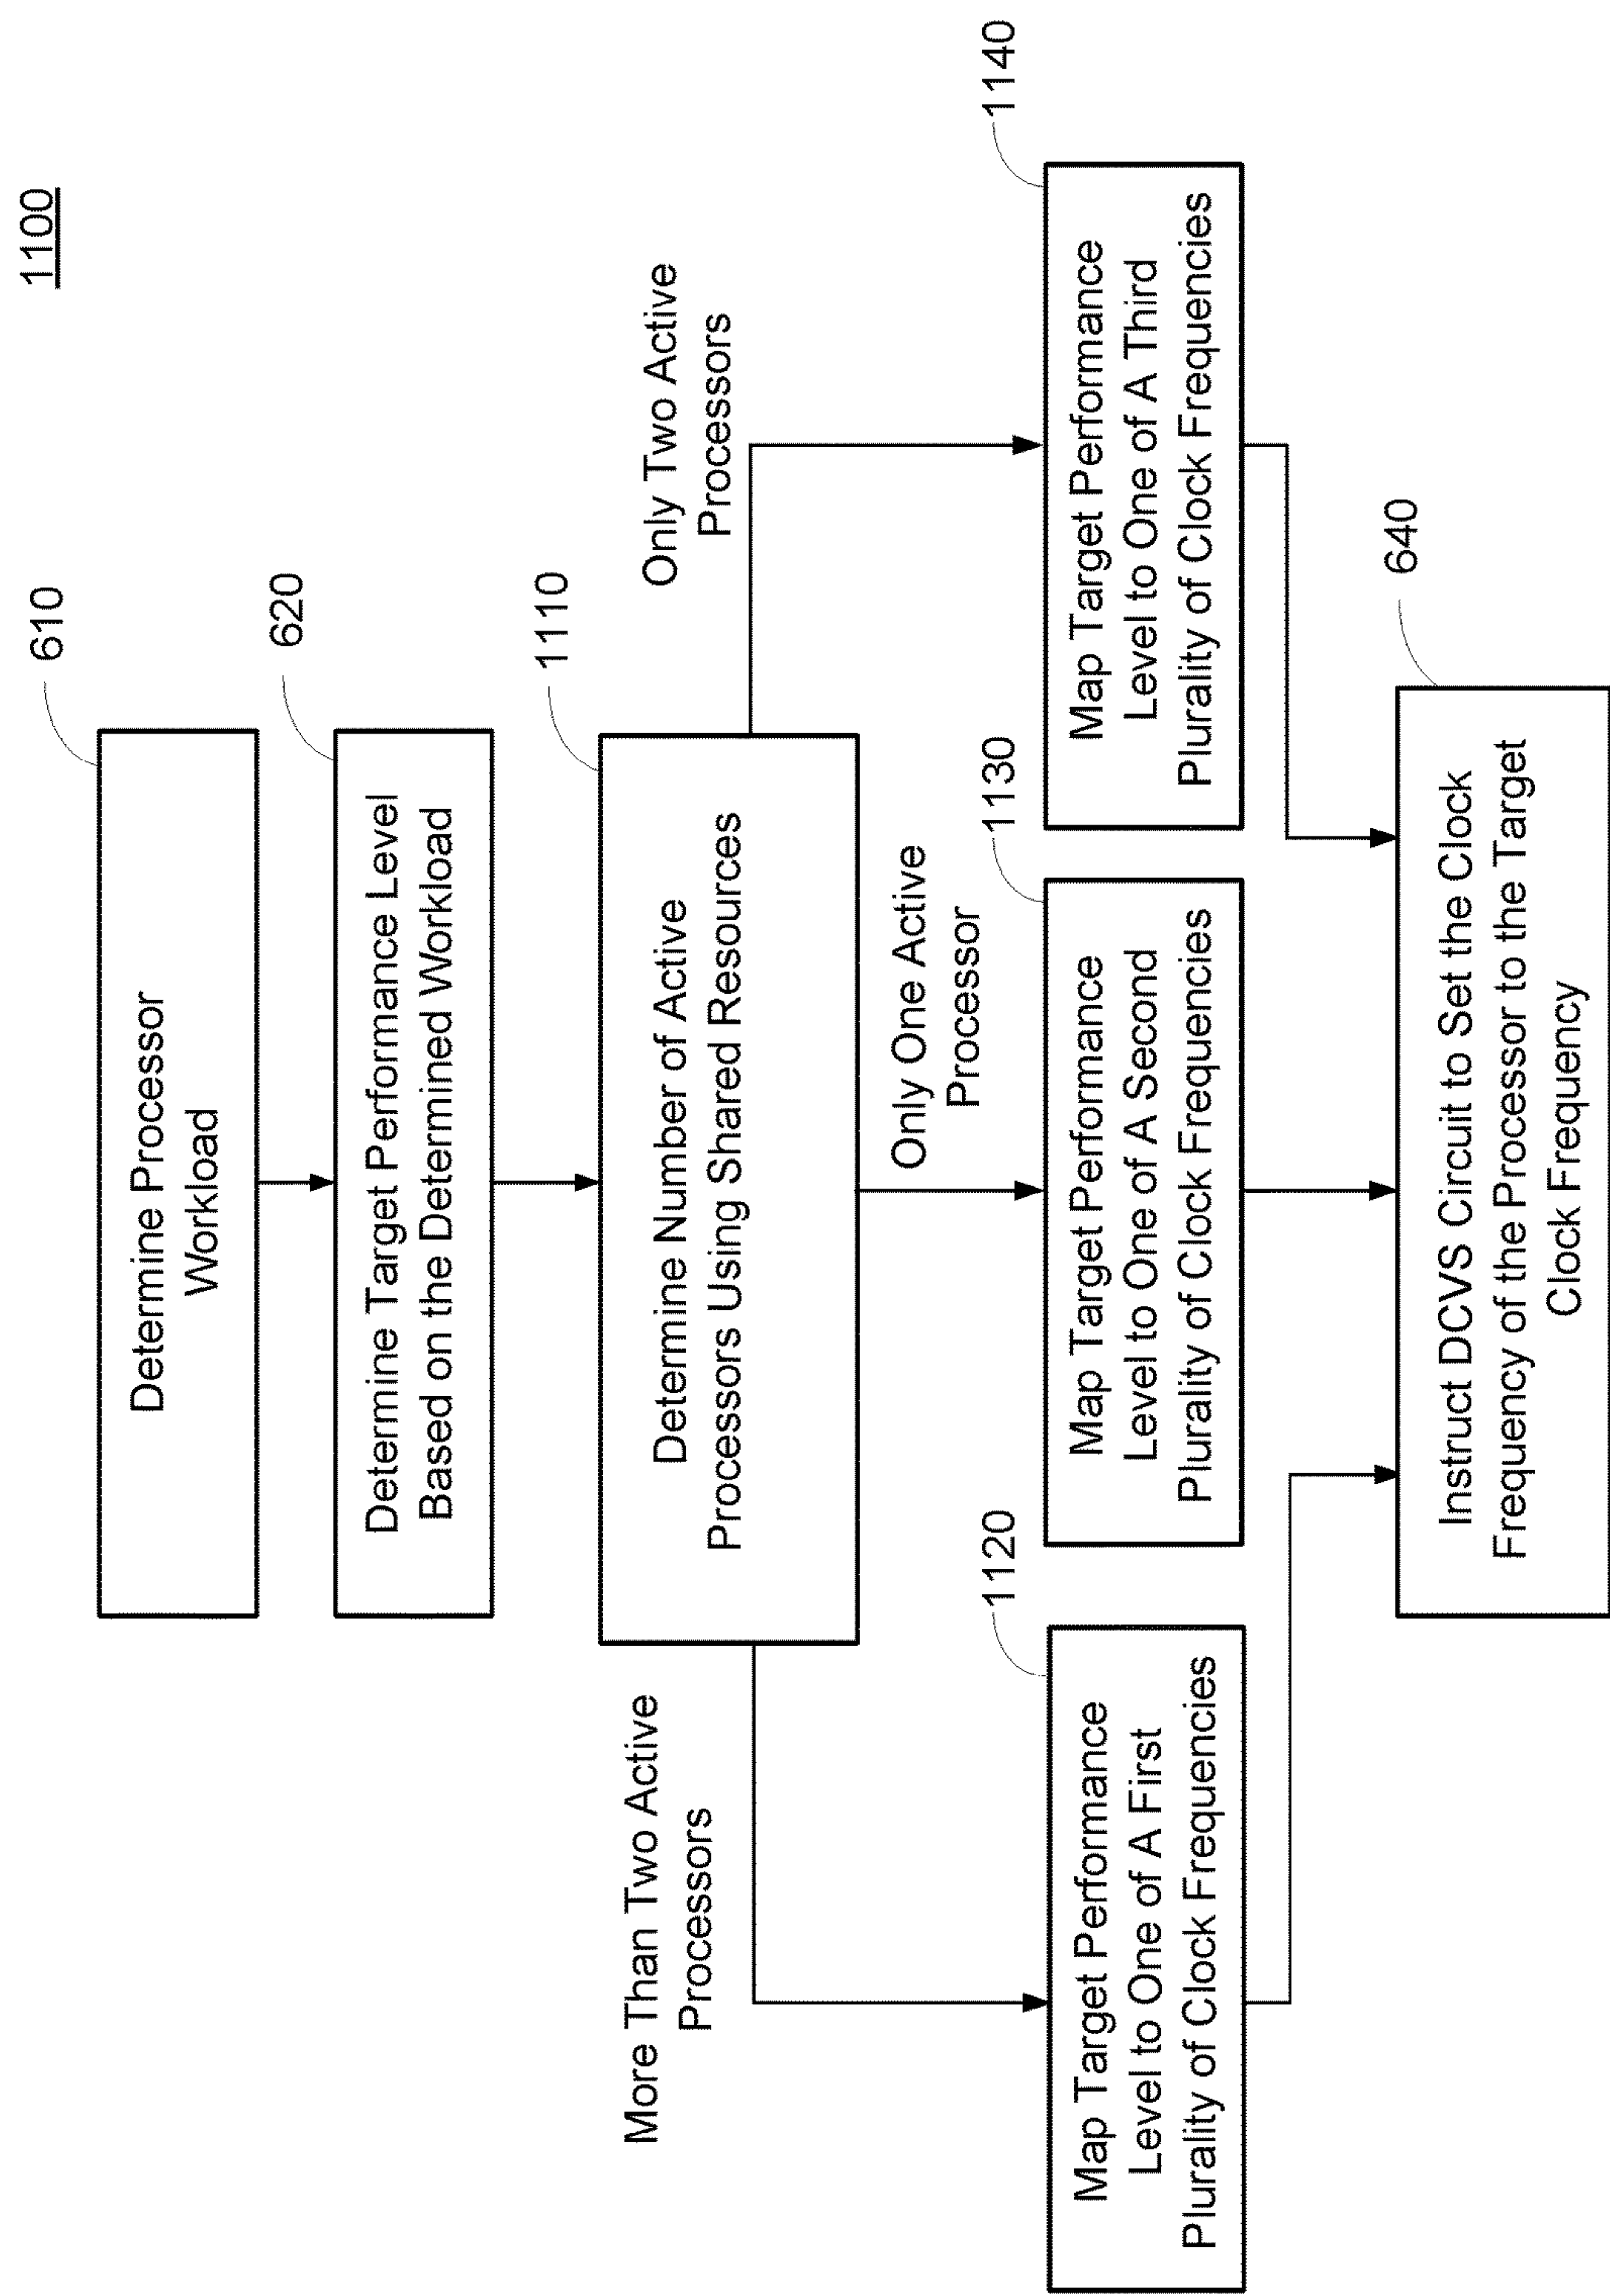 1100
610
Determine Processor
Workload
620
Determine Target Performance Level
Based on the Determined Workload
1110
Determine Number of Active
Processors Using Shared Resources
More Than Two Active
Processors
Only One Active
Processor
Only Two Active
Processors
1120
Map Target Performance
Level to One of A First
Plurality of Clock Frequencies
1130
Map Target Performance
Level to One of A Second
Plurality of Clock Frequencies
1140
Map Target Performance
Level to One of A Third
Plurality of Clock Frequencies
640
Instruct DCVS Circuit to Set the Clock
Frequency of the Processor to the Target
Clock Frequency